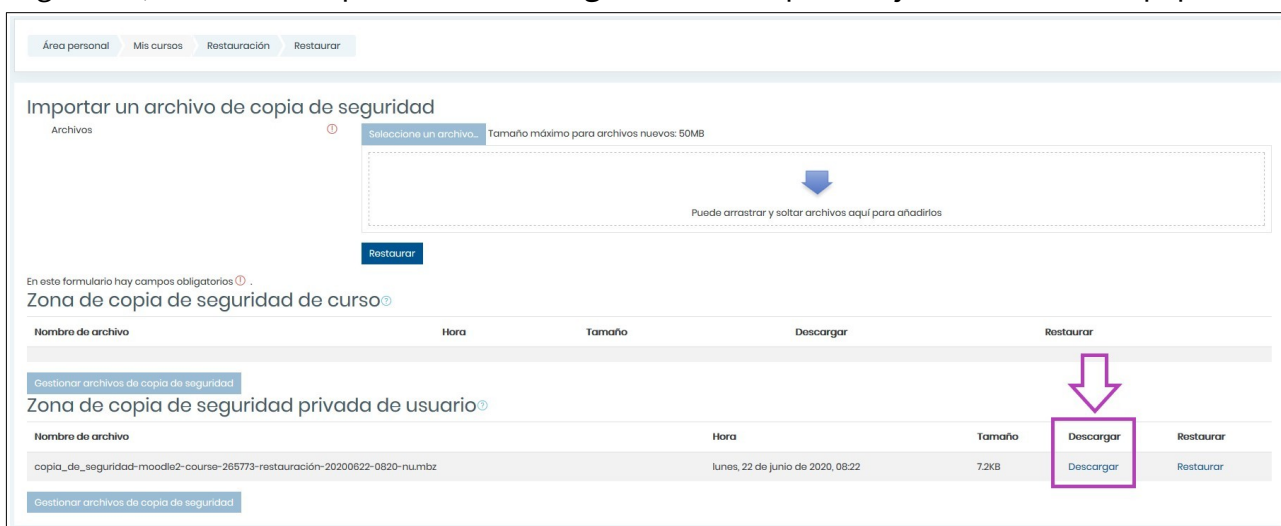 Área personal Mis cursos Restauración Restaurar
Importar un archivo de copia de seguridad
Archivos
Seleccione un archivo... Tamaño máximo para archivos nuevos: 50MB
Puede arrastrar y soltar archivos aquí para añadirlos
Restaurar
En este formulario hay campos obligatorios .
Zona de copia de seguridad de curso
Nombre de archivo Hora Tamaño Descargar Restaurar
Gestionar archivos de copia de seguridad
Zona de copia de seguridad privada de usuario
Nombre de archivo Hora Tamaño Descargar Restaurar
copia_de_seguridad-moodle2-course-265773-restauración-20200622-0820-nu.mbz lunes, 22 de junio de 2020, 08:22 7.2KB Descargar Restaurar
Gestionar archivos de copia de seguridad